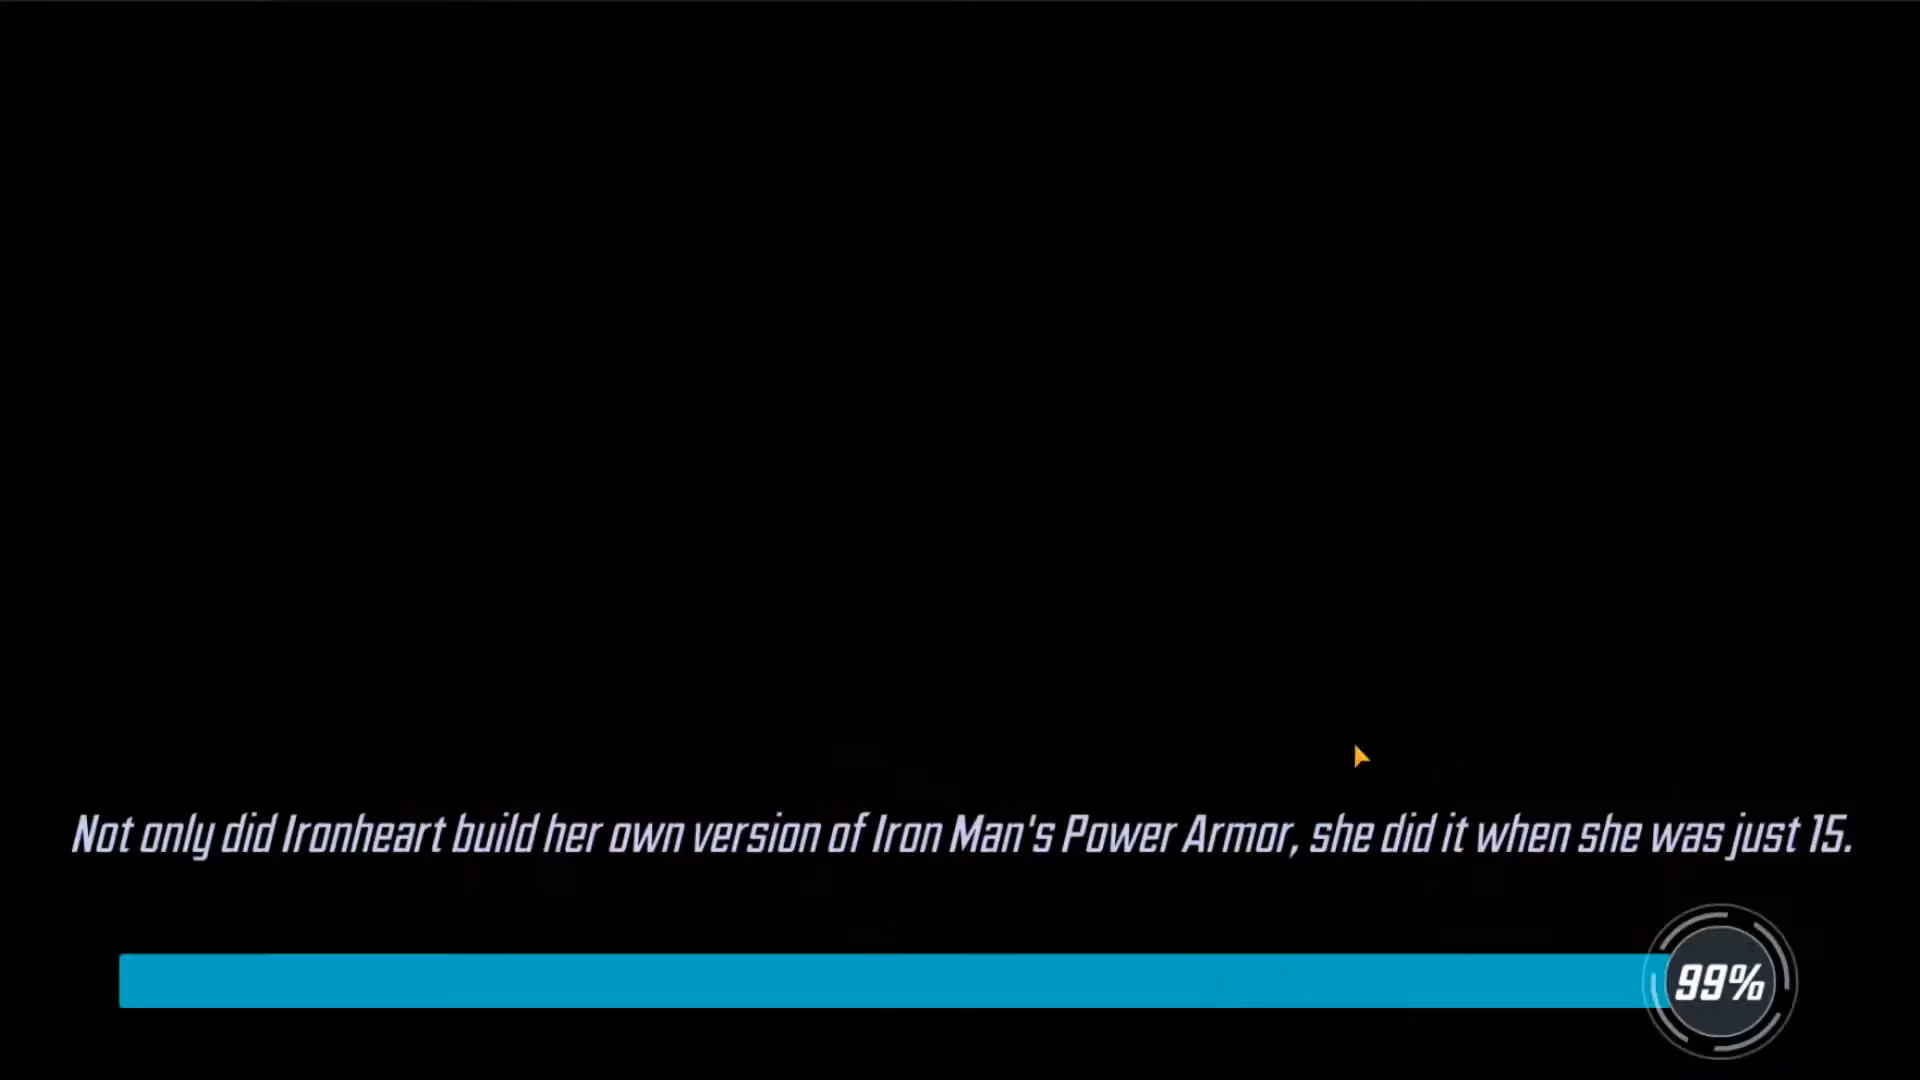 Not only did Ironheart build her own version of Iron Man's Power Armor, she did it when she was just 15.
99%